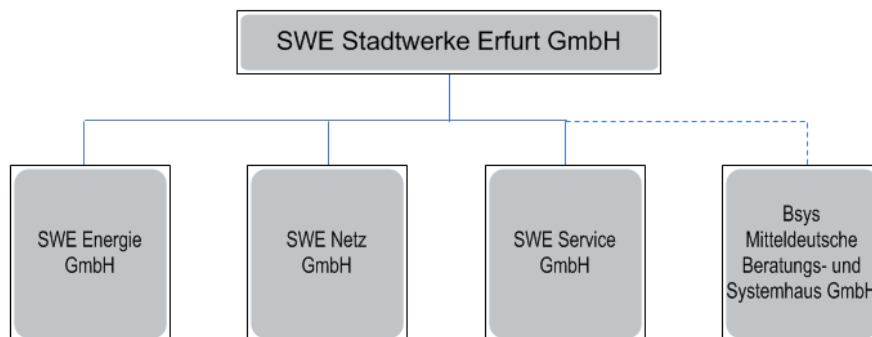 SWE Stadtwerke Erfurt GmbH
SWE Energie
GmbH
SWE Netz
GmbH
SWE Service
GmbH
Bsys
Mitteldeutsche
Beratungs- und
Systemhaus GmbH